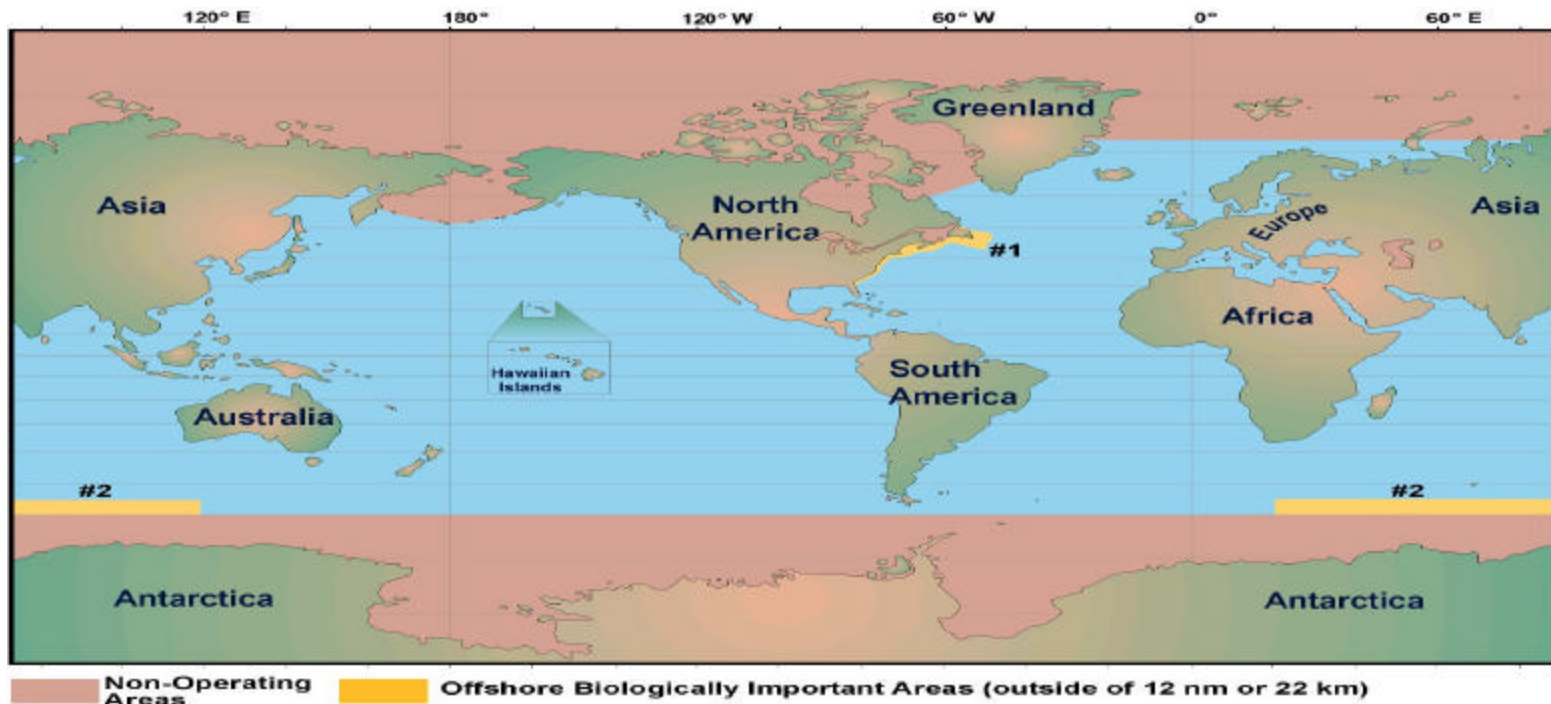 120° E 180° 120° W 60° W 0° 60° E
Greenland
Asia
North
America
Europe
Asia
#1
Africa
Hawaiian
Islands
South
America
Australia
#2
#2
Antarctica
Antarctica
Non-Operating
Areas
Offshore Biologically Important Areas (outside of 12 nm or 22 km)